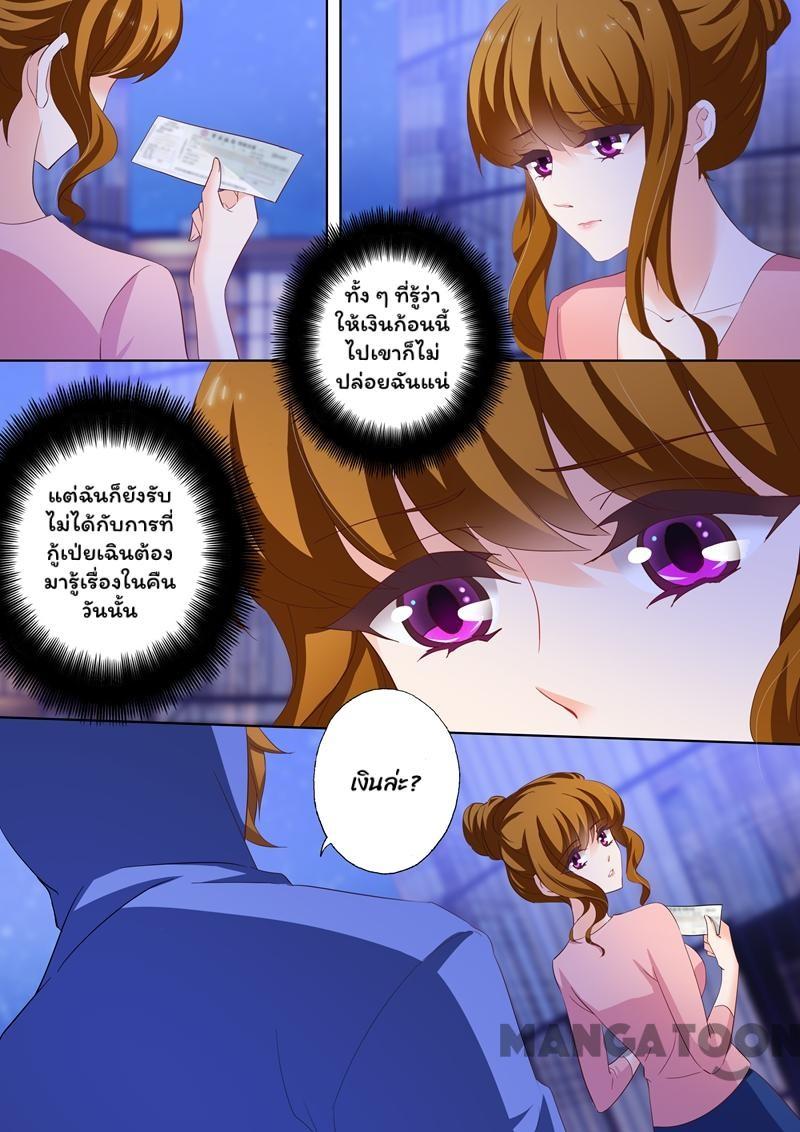 ทั้ง ๆ ที่รู้ว่า
ให้เงินก้อนนี้
ไปเขาก็ไม่
ปล่อยฉันแน่
แต่ฉันก็ยังรับ
ไม่ได้กับการที่
กู้เป่ยเฉินต้อง
มารู้เรื่องในคืน
วันนั้น
เงินล่ะ?
MANGATOON